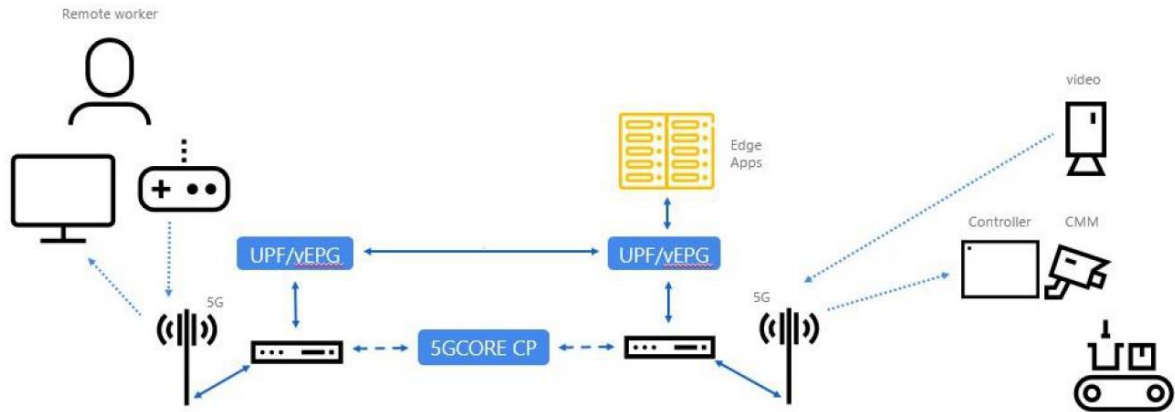 Remote worker
video
Edge
Apps
Controller
CMM
UPF/vEPG
UPF/vEPG
5G
5G
5GCORE CP